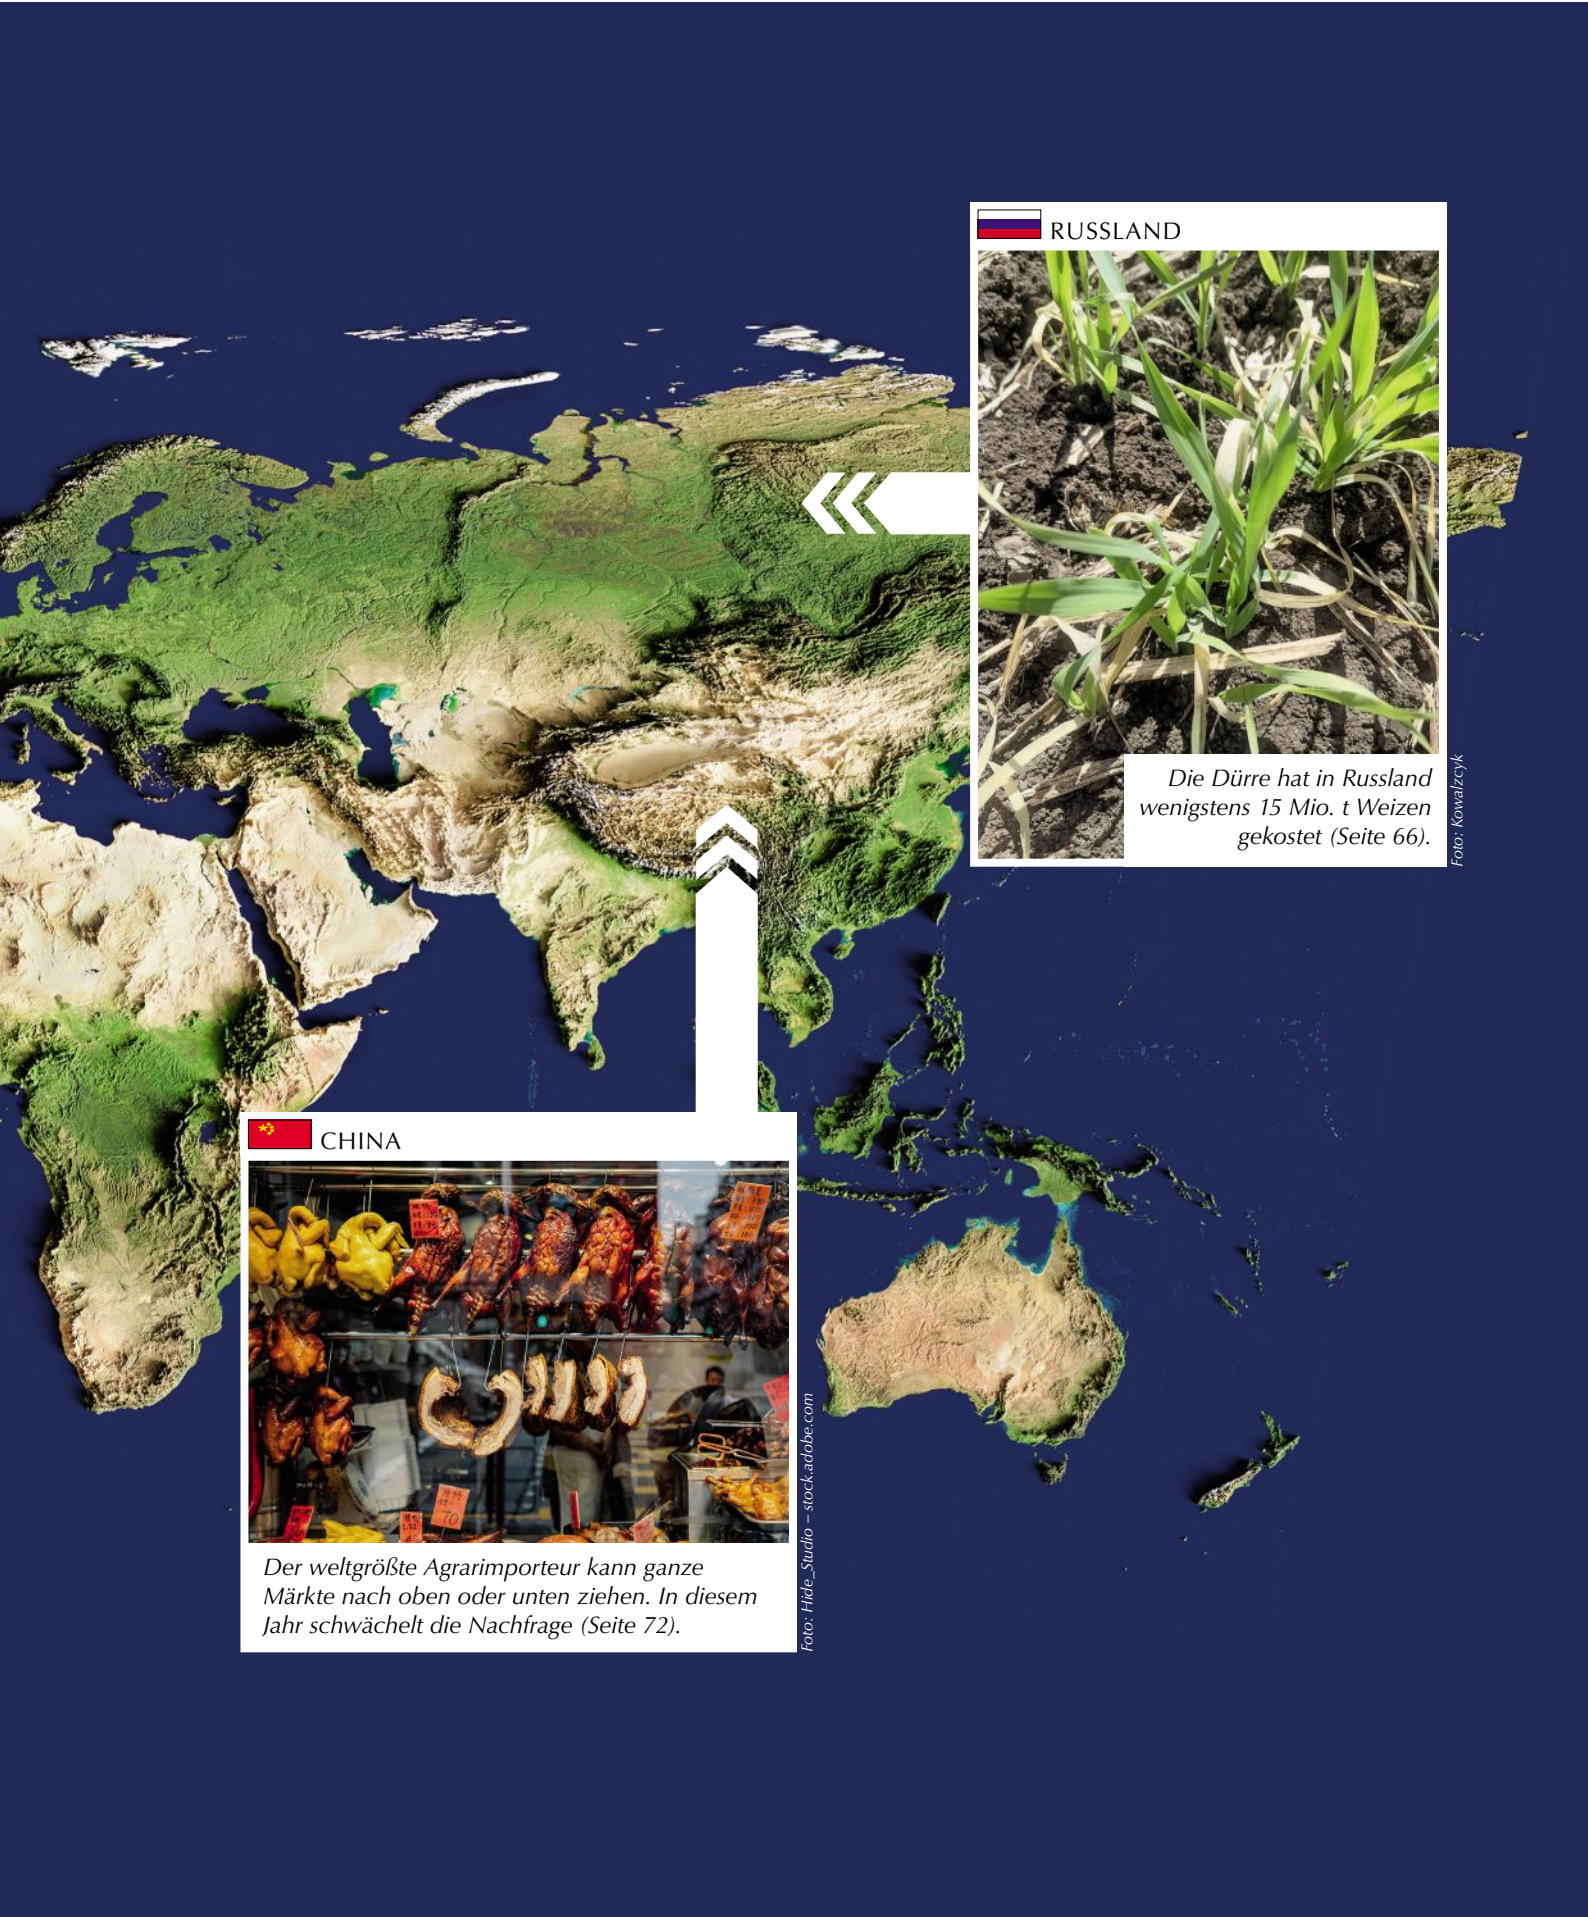 RUSSLAND
Die Dürre hat in Russland
wenigstens 15 Mio. t Weizen
gekostet (Seite 66).
Foto: Kowalzcyk
CHINA
70
Der weltgrößte Agrarimporteur kann ganze
Märkte nach oben oder unten ziehen. In diesem
Jahr schwächelt die Nachfrage (Seite 72).
Foto: Hide_Studio – stock.adobe.com